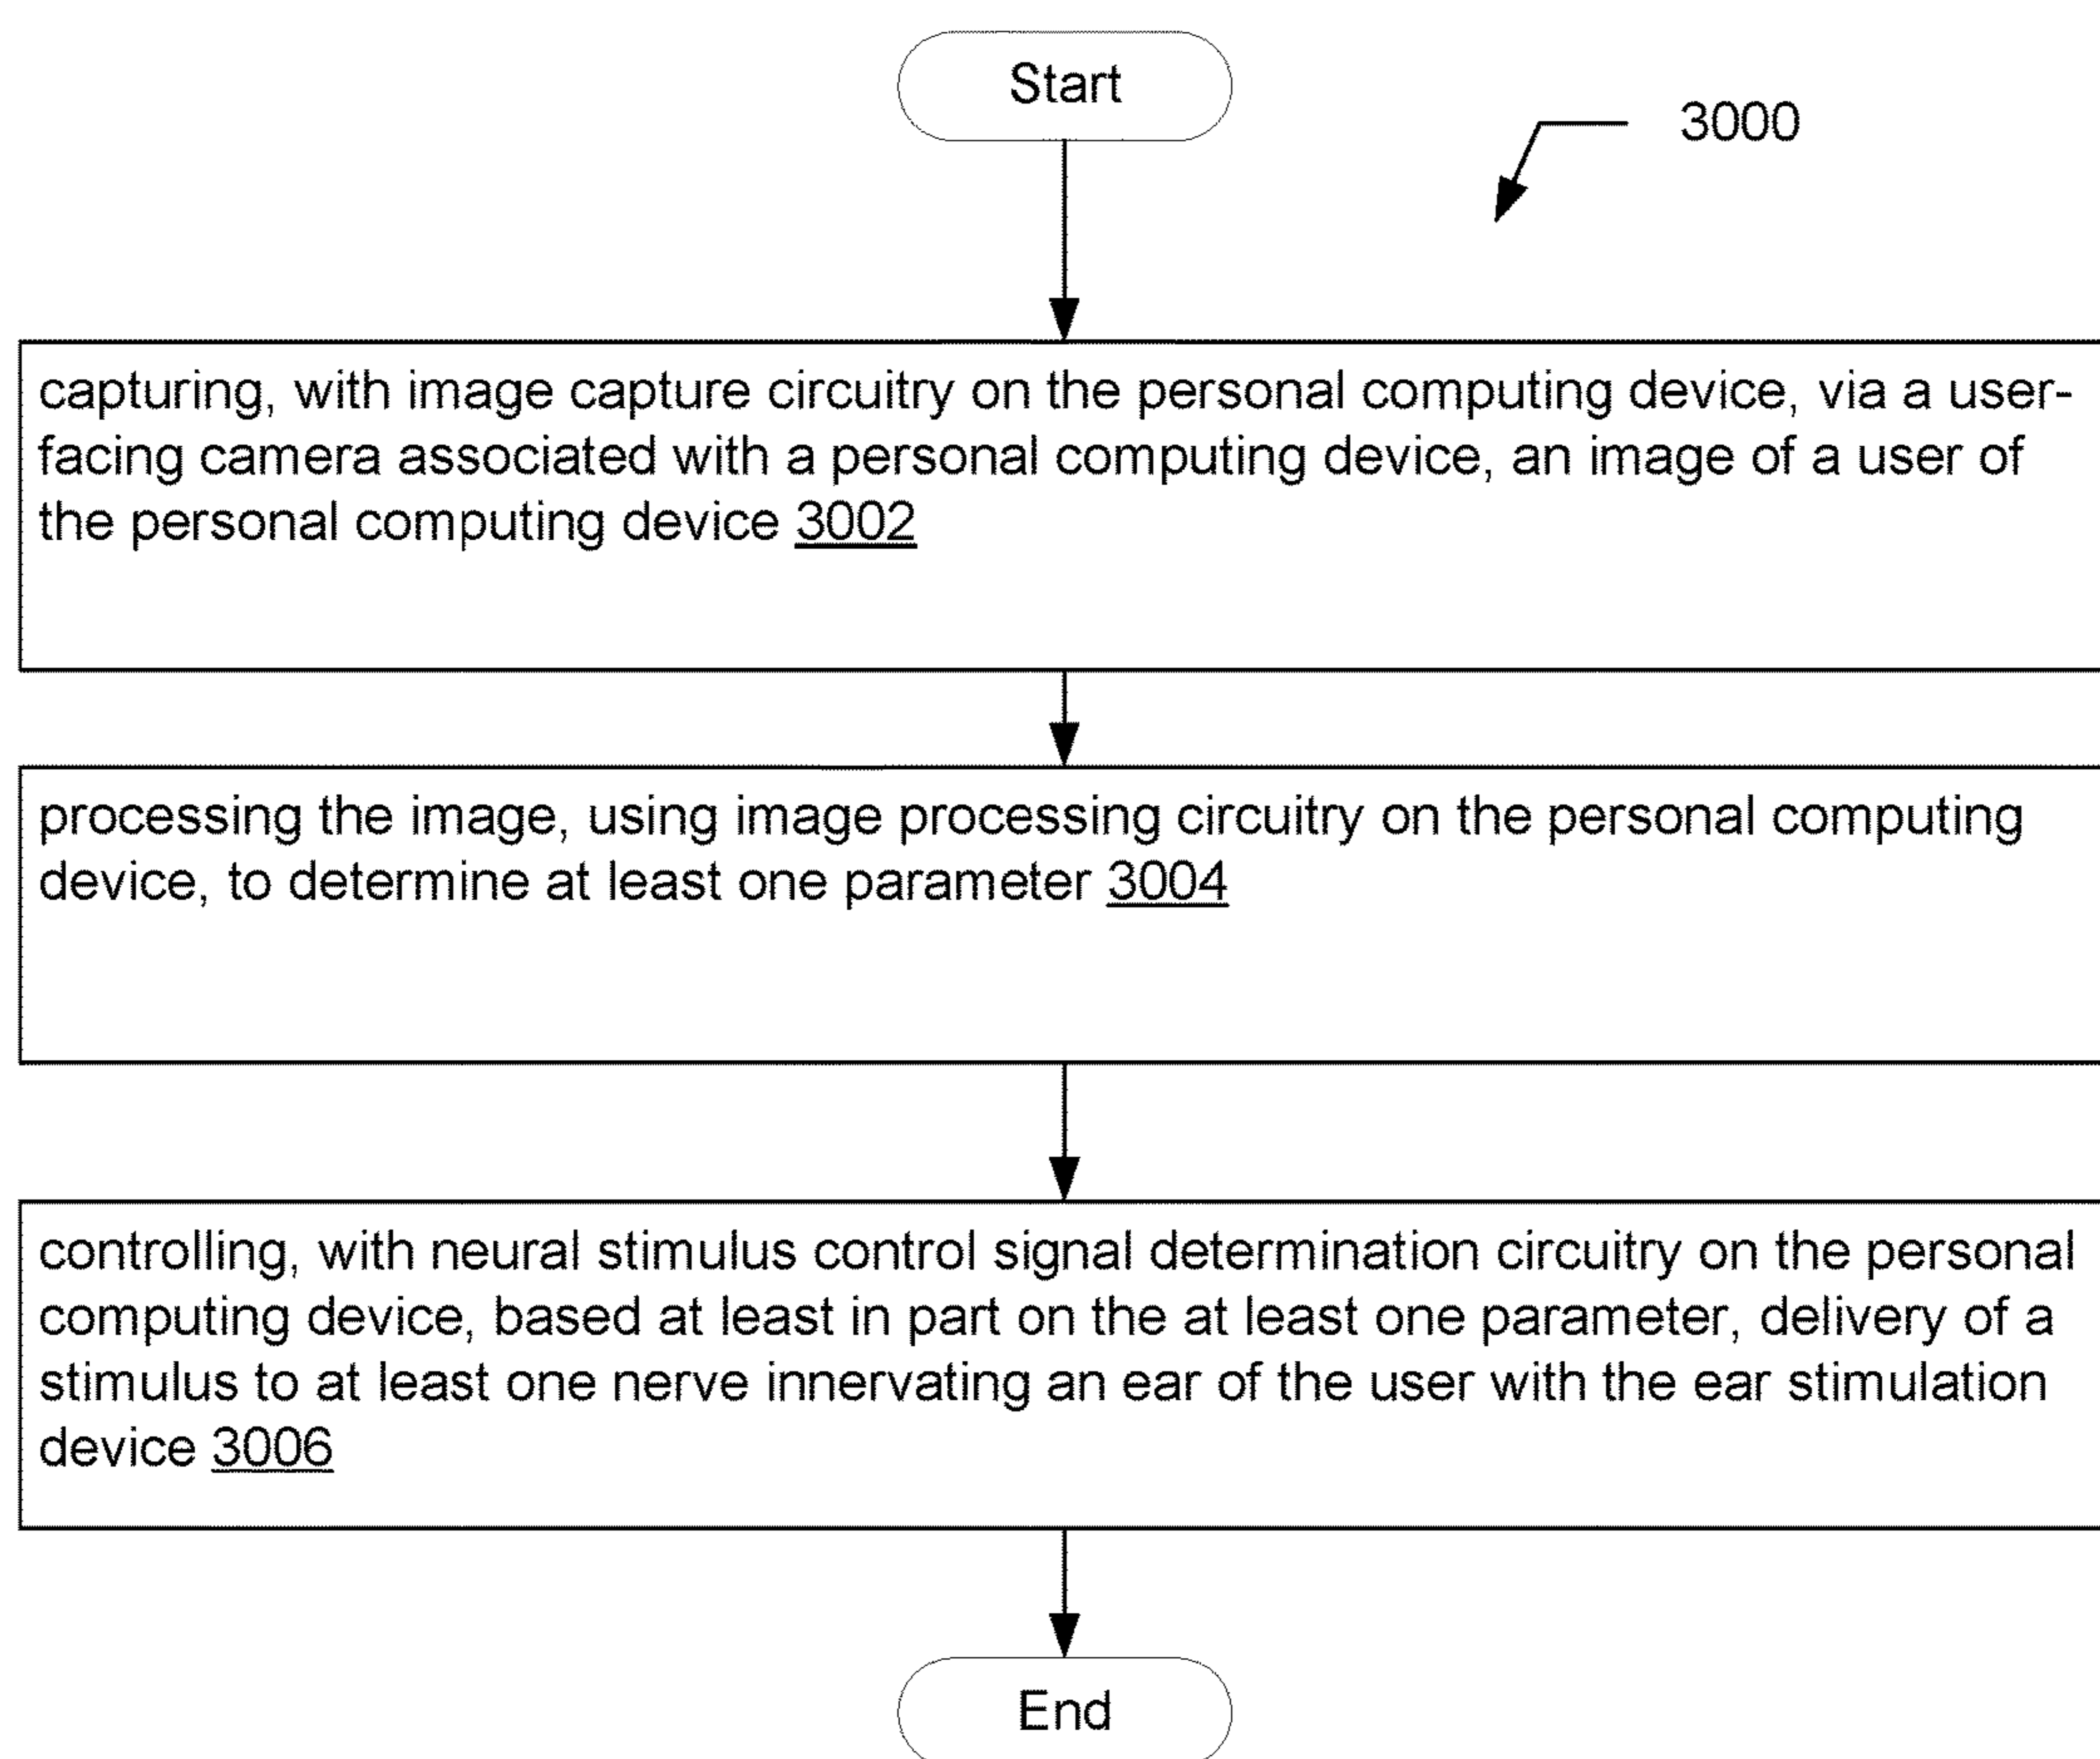 Start
3000
capturing, with image capture circuitry on the personal computing device, via a user-
facing camera associated with a personal computing device, an image of a user of
the personal computing device 3002
processing the image, using image processing circuitry on the personal computing
device, to determine at least one parameter 3004
controlling, with neural stimulus control signal determination circuitry on the personal
computing device, based at least in part on the at least one parameter, delivery of a
stimulus to at least one nerve innervating an ear of the user with the ear stimulation
device 3006
End